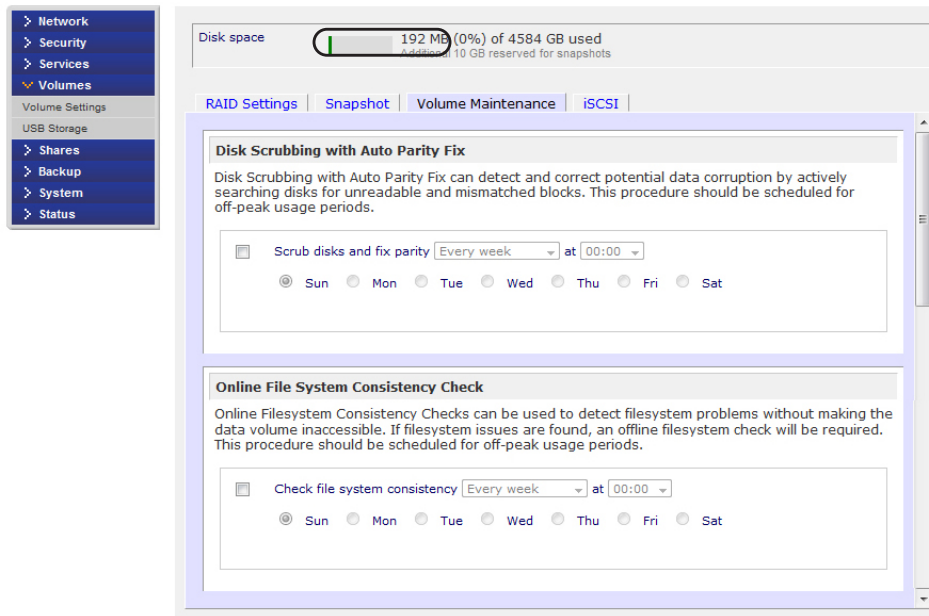 Network
Security
Services
Volumes
Volume Settings
USB Storage
Shares
Backup
System
Status
Disk space
192 MB (0%) of 4584 GB used
Additional 10 GB reserved for snapshots
RAID Settings Snapshot Volume Maintenance iSCSI
Disk Scrubbing with Auto Parity Fix
Disk Scrubbing with Auto Parity Fix can detect and correct potential data corruption by actively
searching disks for unreadable and mismatched blocks. This procedure should be scheduled for
off-peak usage periods.
Scrub disks and fix parity Every week at 00:00
Sun Mon Tue Wed Thu Fri Sat
Online File System Consistency Check
Online Filesystem Consistency Checks can be used to detect filesystem problems without making the
data volume inaccessible. If filesystem issues are found, an offline filesystem check will be required.
This procedure should be scheduled for off-peak usage periods.
Check file system consistency Every week at 00:00
Sun Mon Tue Wed Thu Fri Sat